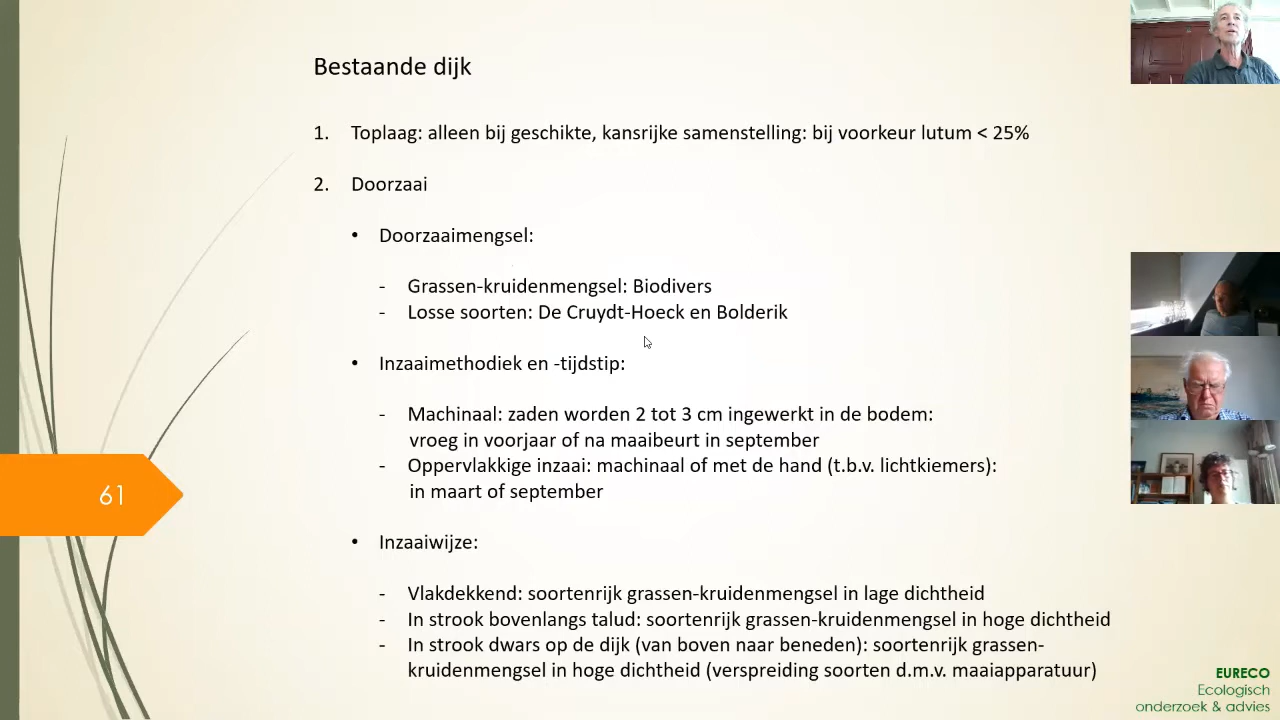 Bestaande dijk
1. Toplaag: alleen bij geschikte, kansrijke samenstelling: bij voorkeur lutum < 25%
2. Doorzaai
• Doorzaaimengsel:
- Grassen-kruidenmengsel: Biodivers
- Losse soorten: De Cruydt-Hoeck en Bolderik
• Inzaaimethodiek en -tijdstip:
- Machinaal: zaden worden 2 tot 3 cm ingewerkt in de bodem:
vroeg in voorjaar of na maaibeurt in september
- Oppervlakkige inzaai: machinaal of met de hand (t.b.v. lichtkiemers):
in maart of september
61
• Inzaaiwijze:
- Vlakdekkend: soortenrijk grassen-kruidenmengsel in lage dichtheid
- In strook bovenlangs talud: soortenrijk grassen-kruidenmengsel in hoge dichtheid
- In strook dwars op de dijk (van boven naar beneden): soortenrijk grassen-
kruidenmengsel in hoge dichtheid (verspreiding soorten d.m.v. maaiapparatuur)
EURECO
Ecologisch
onderzoek & advies